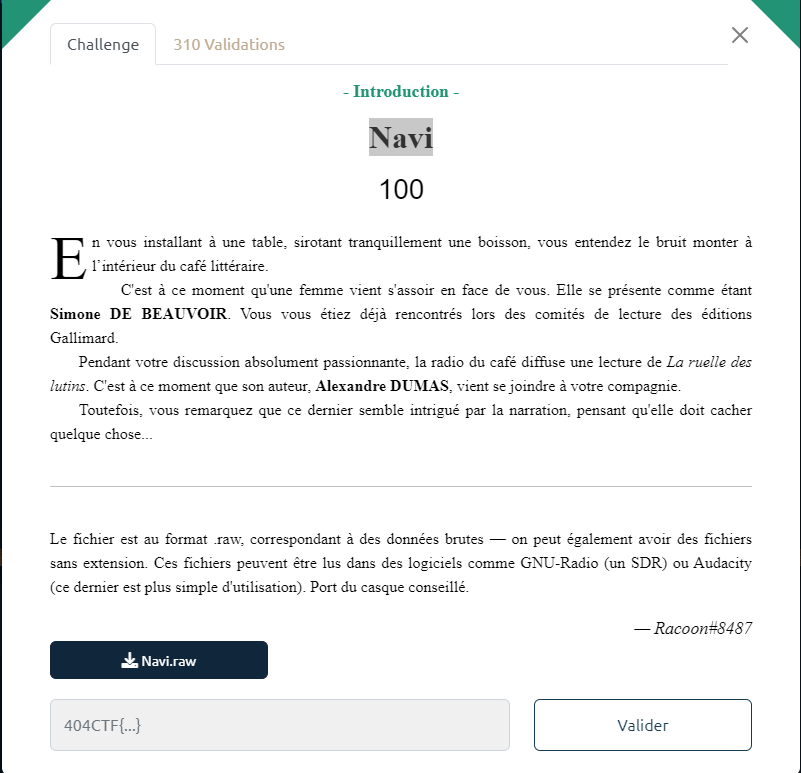 Challenge
310 Validations
- Introduction -
Navi
100
En vous installant à une table, sirotant tranquillement une boisson, vous entendez le bruit monter à
l'intérieur du café littéraire.
C'est à ce moment qu'une femme vient s'assoir en face de vous. Elle se présente comme étant
Simone DE BEAUVOIR. Vous vous étiez déjà rencontrés lors des comités de lecture des éditions
Gallimard.
Pendant votre discussion absolument passionnante, la radio du café diffuse une lecture de La ruelle des
lutins. C'est à ce moment que son auteur, Alexandre DUMAS, vient se joindre à votre compagnie.
Toutefois, vous remarquez que ce dernier semble intrigué par la narration, pensant qu'elle doit cacher
quelque chose...
Le fichier est au format .raw, correspondant à des données brutes — on peut également avoir des fichiers
sans extension. Ces fichiers peuvent être lus dans des logiciels comme GNU-Radio (un SDR) ou Audacity
(ce dernier est plus simple d'utilisation). Port du casque conseillé.
— Racoon#8487
Navi.raw
404CTF{...}
Valider